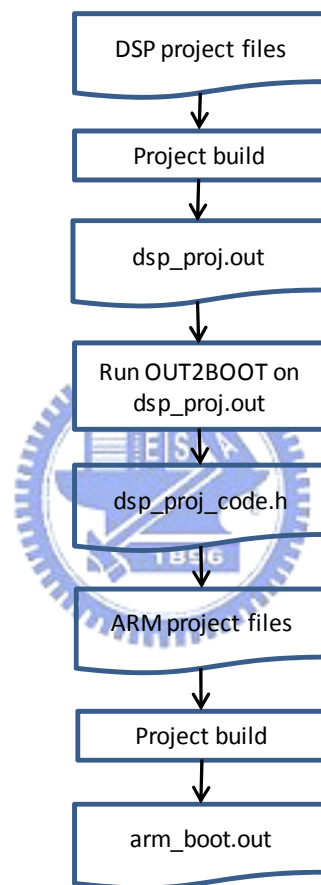 DSP project files
Project build
dsp_proj.out
Run OUT2BOOT on
dsp_proj.out
E S A
dsp_proj_code.h
1896
ARM project files
Project build
arm_boot.out